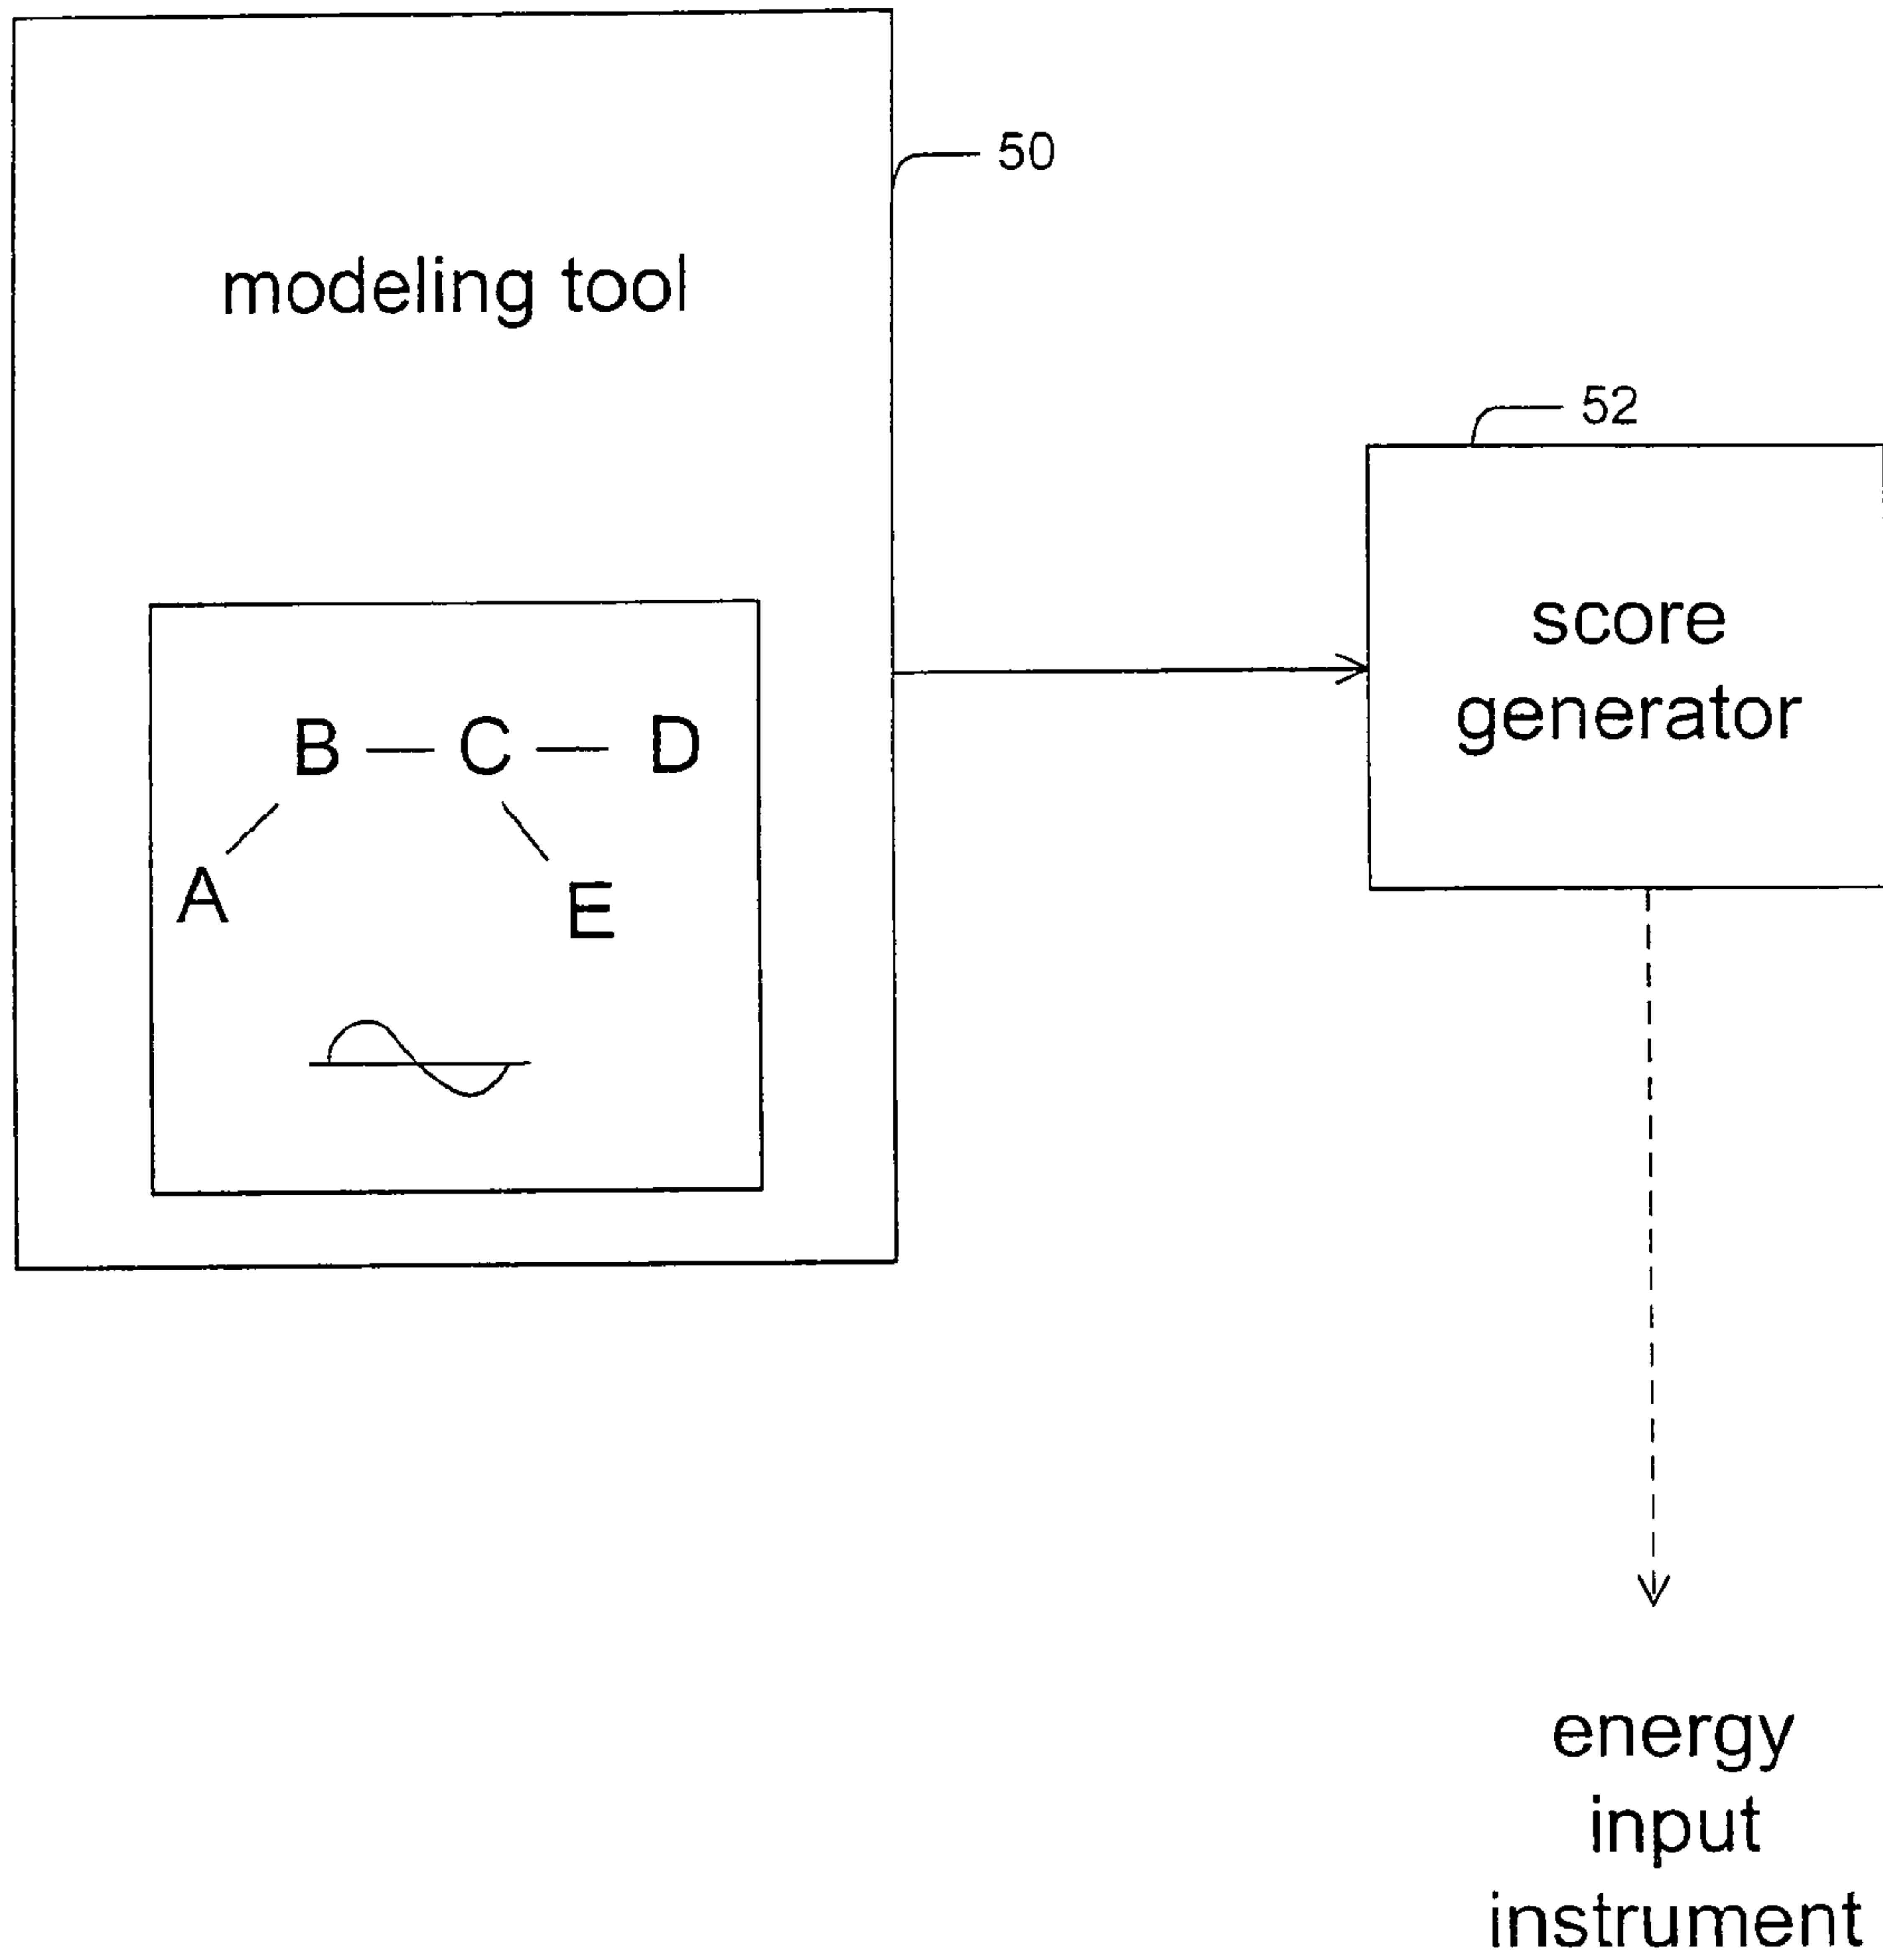 50
modeling tool
52
score
generator
B — C — D
A
E
energy
input
instrument